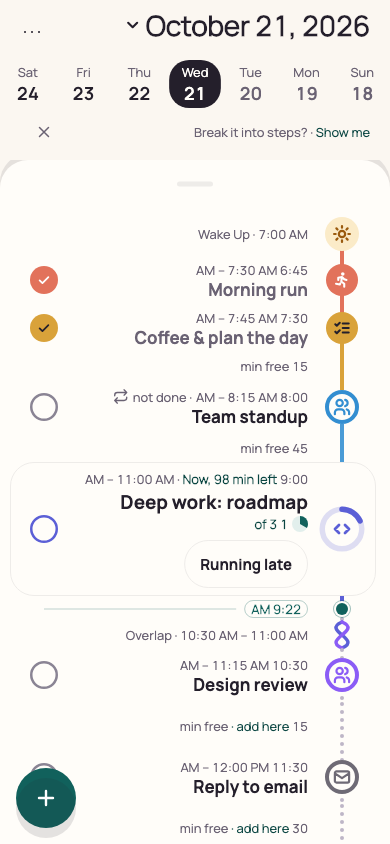 ...
October 21, 2026
Sat Fri Thu Wed Tue Mon Sun
24 23 22 21 20 19 18
Break it into steps? · Show me
Wake Up · 7:00 AM
AM – 7:30 AM 6:45
Morning run
AM – 7:45 AM 7:30
Coffee & plan the day
min free 15
not done · AM – 8:15 AM 8:00
Team standup
min free 45
AM – 11:00 AM · Now, 98 min left 9:00
Deep work: roadmap
of 3 1
Running late
AM 9:22
Overlap · 10:30 AM – 11:00 AM
AM – 11:15 AM 10:30
Design review
min free · add here 15
AM – 12:00 PM 11:30
Reply to email
min free · add here 30